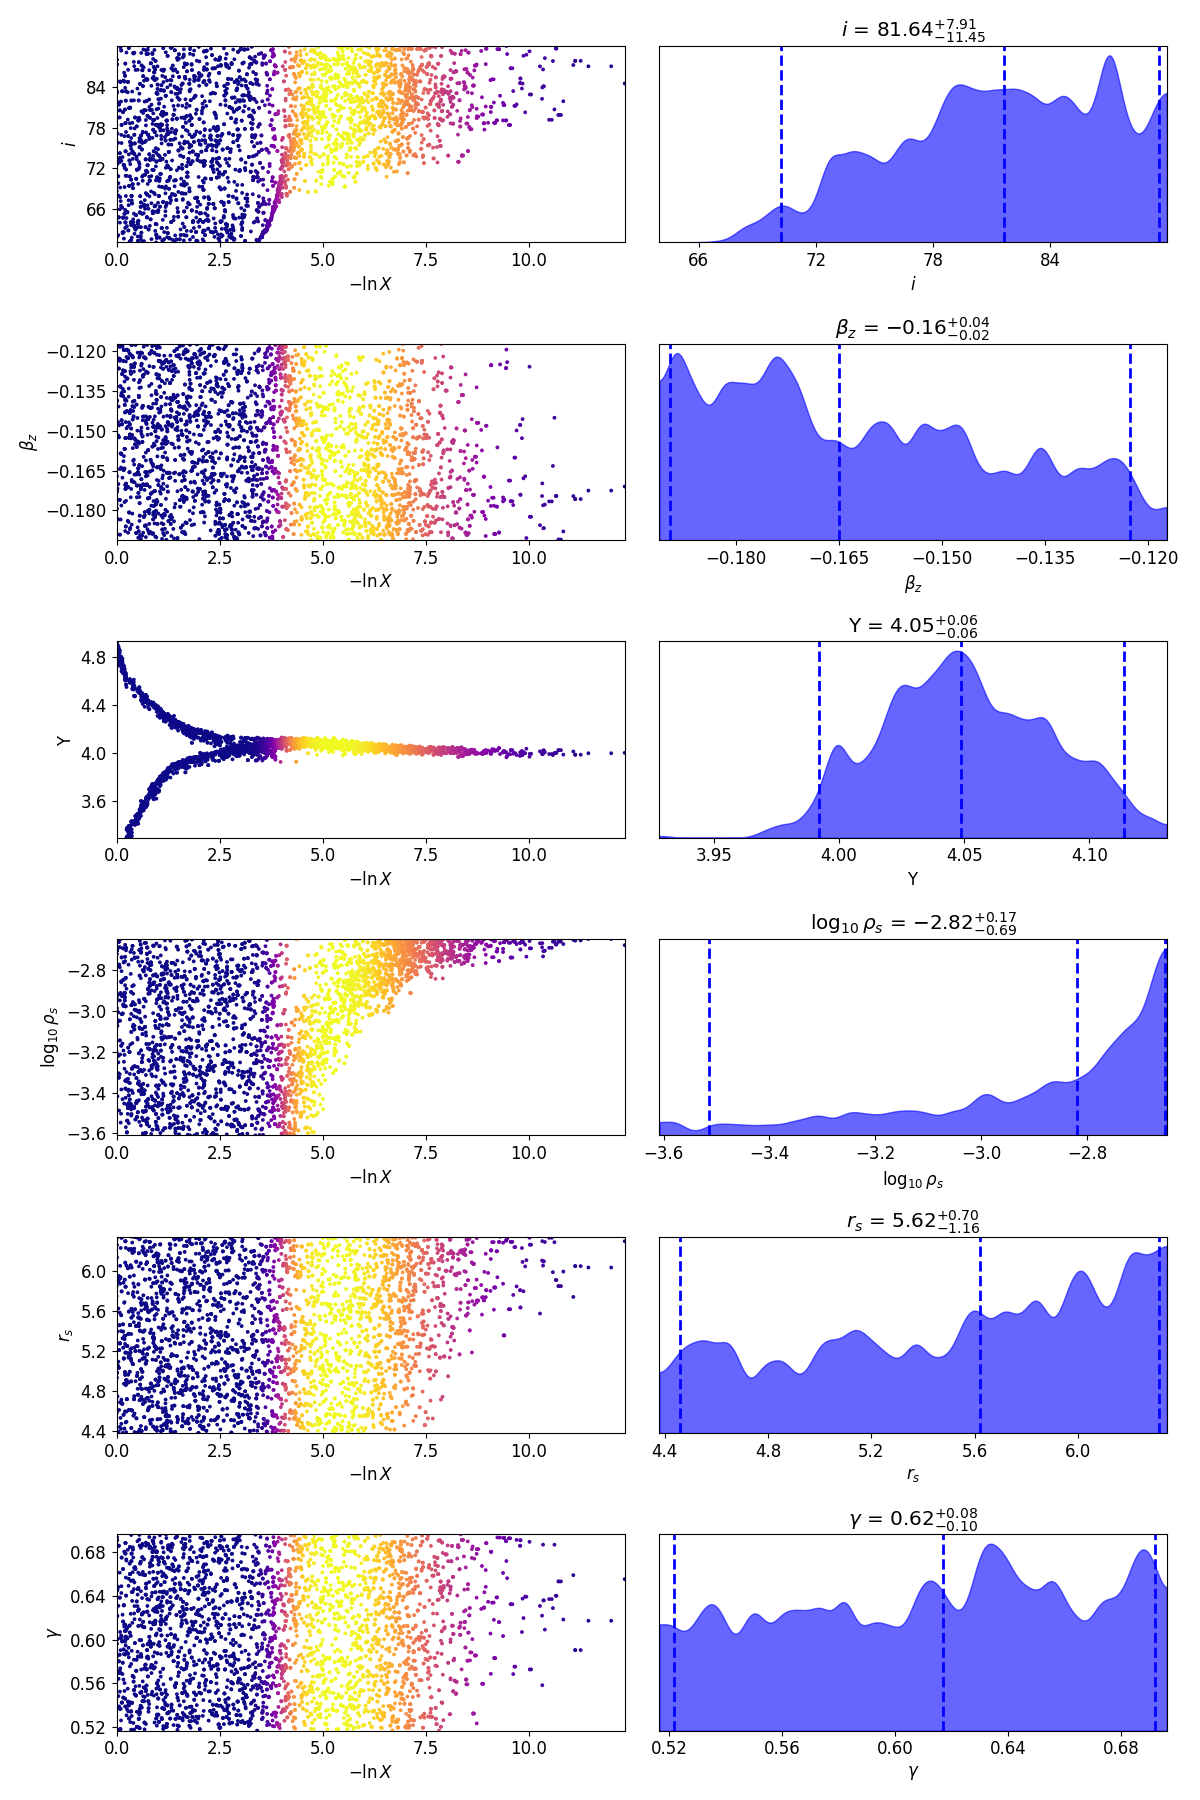 i = 81.64 +7.91 −11.45
84
78
72
66
i
0.0 2.5 5.0 7.5 10.0
−ln X
66 72 78 84
i
β_z = −0.16 +0.04 −0.02
−0.120
−0.135
−0.150
−0.165
−0.180
β_z
0.0 2.5 5.0 7.5 10.0
−ln X
−0.180 −0.165 −0.150 −0.135 −0.120
β_z
Y = 4.05 +0.06 −0.06
4.8
4.4
4.0
3.6
Y
0.0 2.5 5.0 7.5 10.0
−ln X
3.95 4.00 4.05 4.10
Y
log₁₀ ρ_s = −2.82 +0.17 −0.69
−2.8
−3.0
−3.2
−3.4
−3.6
log₁₀ ρ_s
0.0 2.5 5.0 7.5 10.0
−ln X
−3.6 −3.4 −3.2 −3.0 −2.8
log₁₀ ρ_s
r_s = 5.62 +0.70 −1.16
6.0
5.6
5.2
4.8
4.4
r_s
0.0 2.5 5.0 7.5 10.0
−ln X
4.4 4.8 5.2 5.6 6.0
r_s
γ = 0.62 +0.08 −0.10
0.68
0.64
0.60
0.56
0.52
γ
0.0 2.5 5.0 7.5 10.0
−ln X
0.52 0.56 0.60 0.64 0.68
γ